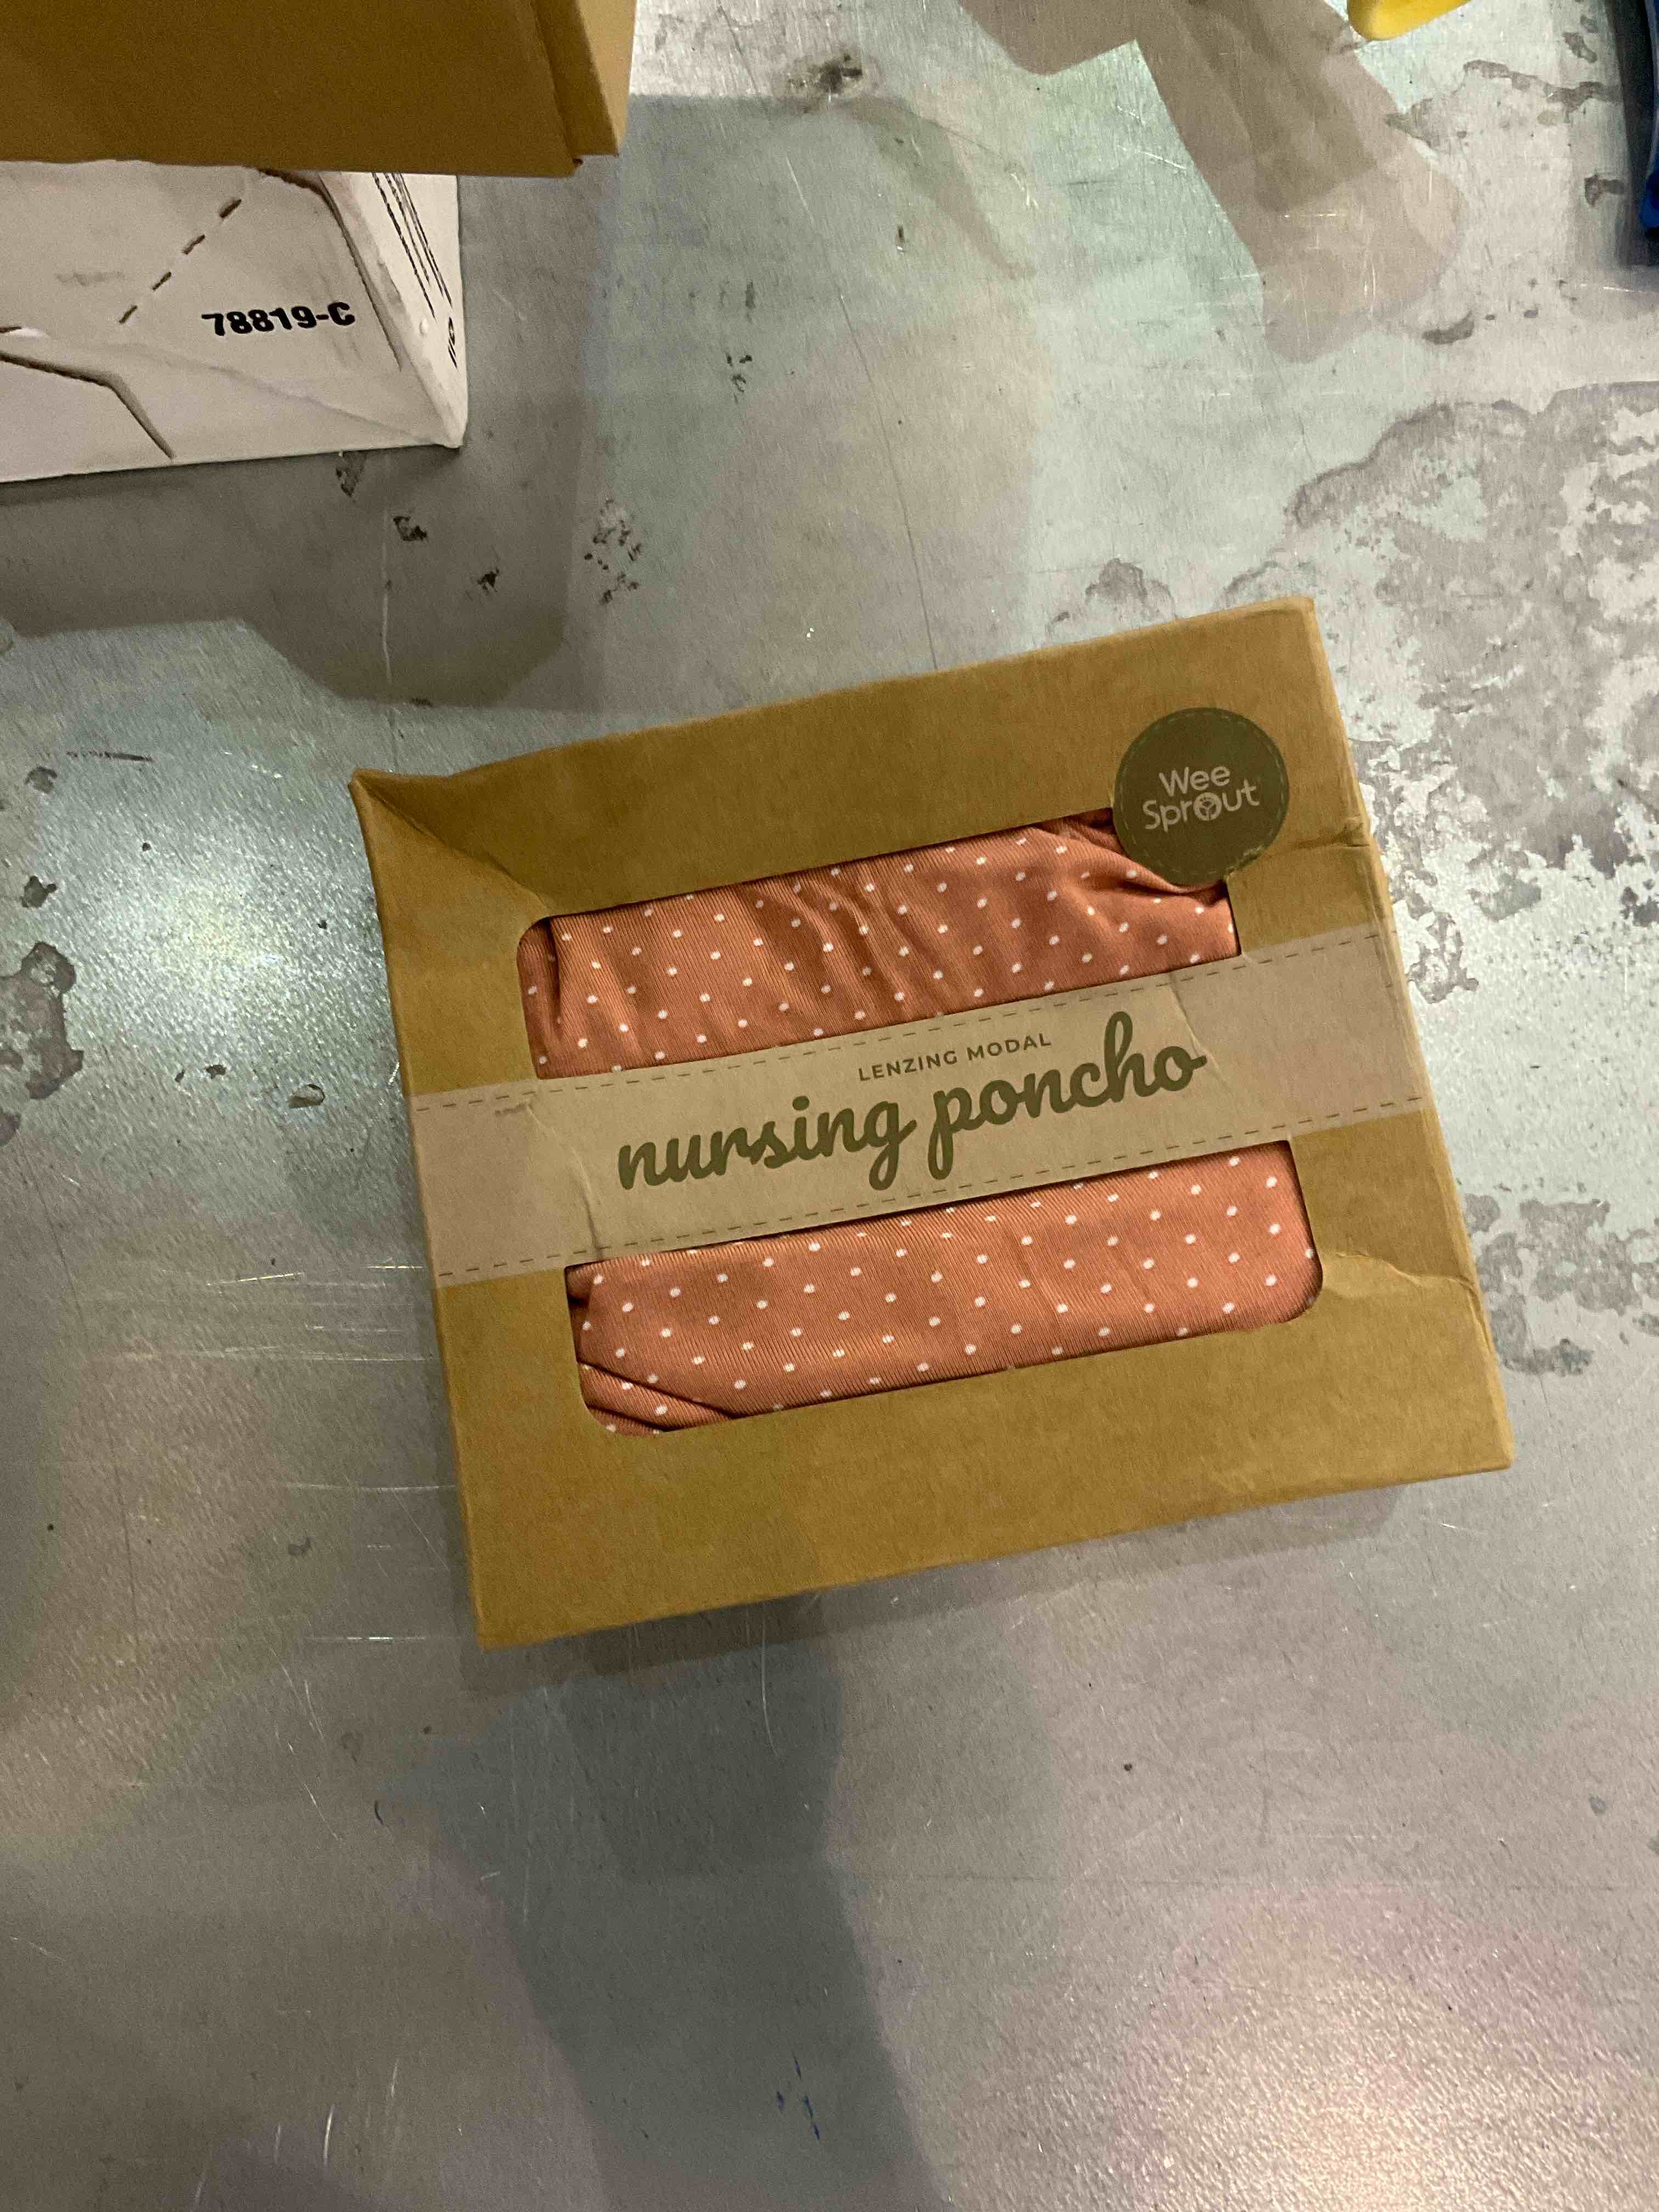 78819-C
Wee
Sprout
LENZING MODAL
nursing poncho